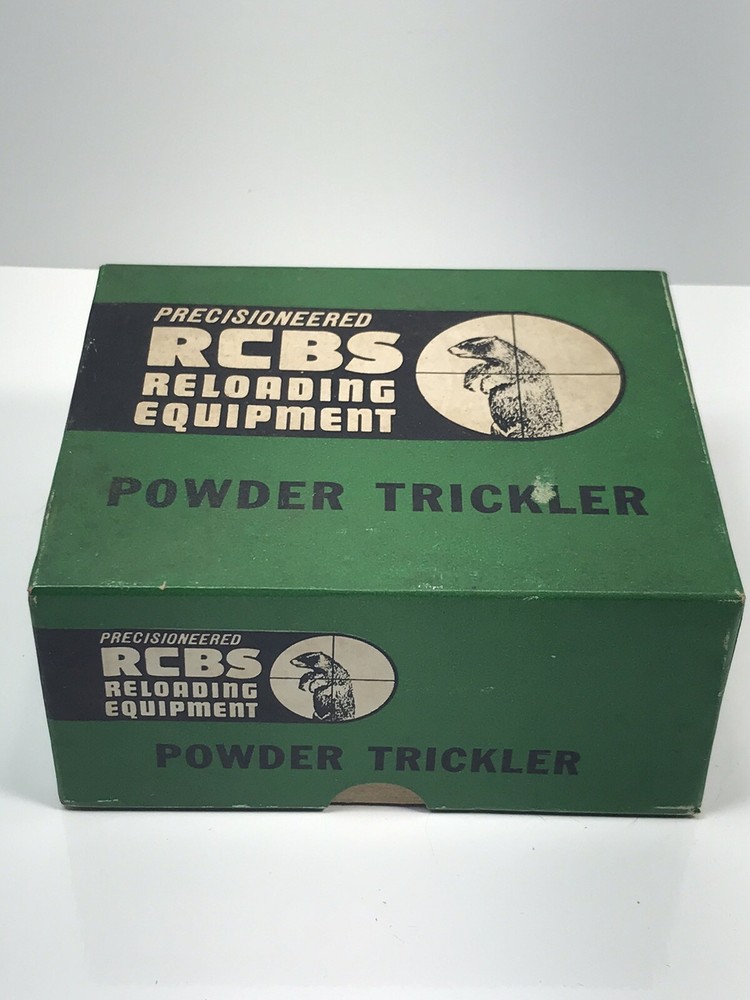 PRECISIONEERED
RCBS
RELOADING
EQUIPMENT
POWDER TRICKLER
PRECISIONEERED
RCBS
RELOADING
EQUIPMENT
POWDER TRICKLER